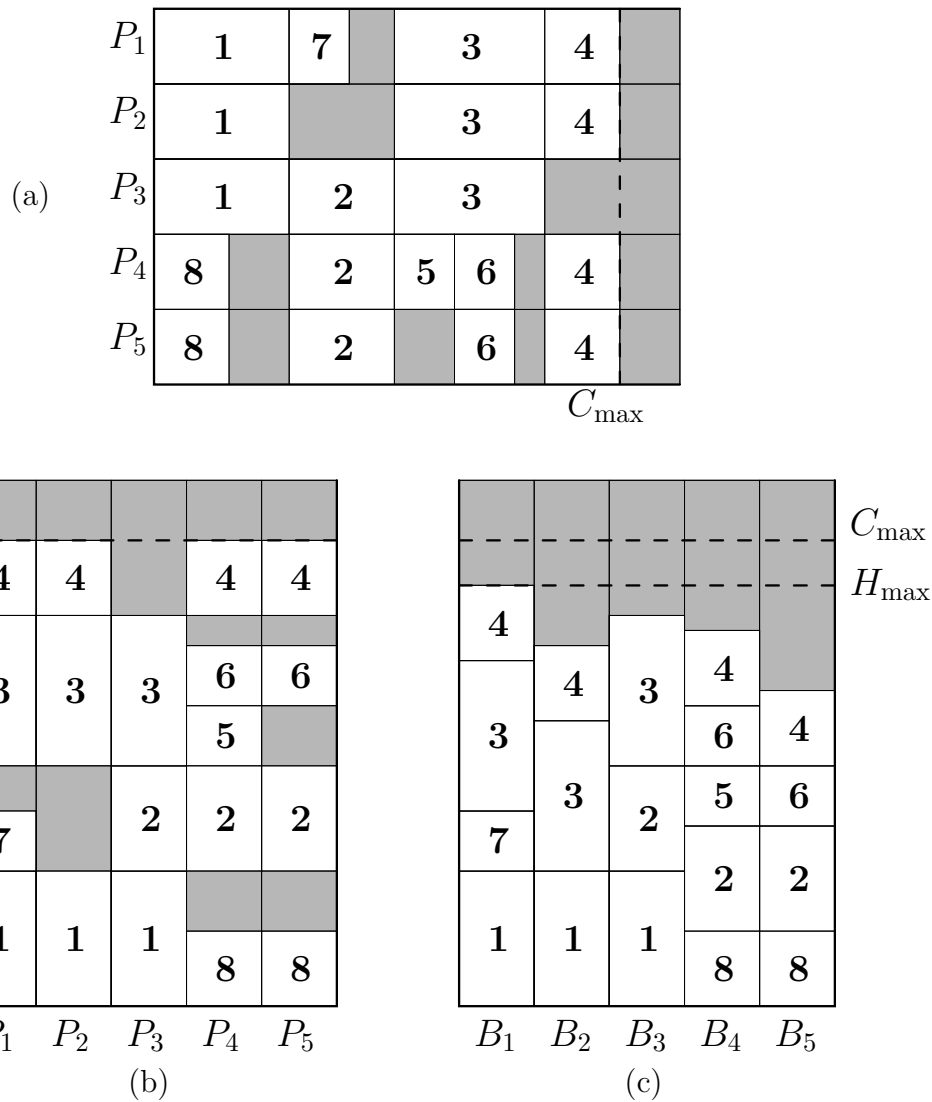 P1 1 7 3 4
P2 1 3 4
(a) P3 1 2 3
P4 8 2 5 6 4
P5 8 2 6 4
Cmax
Cmax
4 4 4 4
Hmax
4
6 6 4
3 3 3 3 4
4
5 3 6
3
2 2 2 3 5 6
7 2
7
2 2
1 1 1 1 1 1
8 8 8 8
P1 P2 P3 P4 P5 B1 B2 B3 B4 B5
(b) (c)